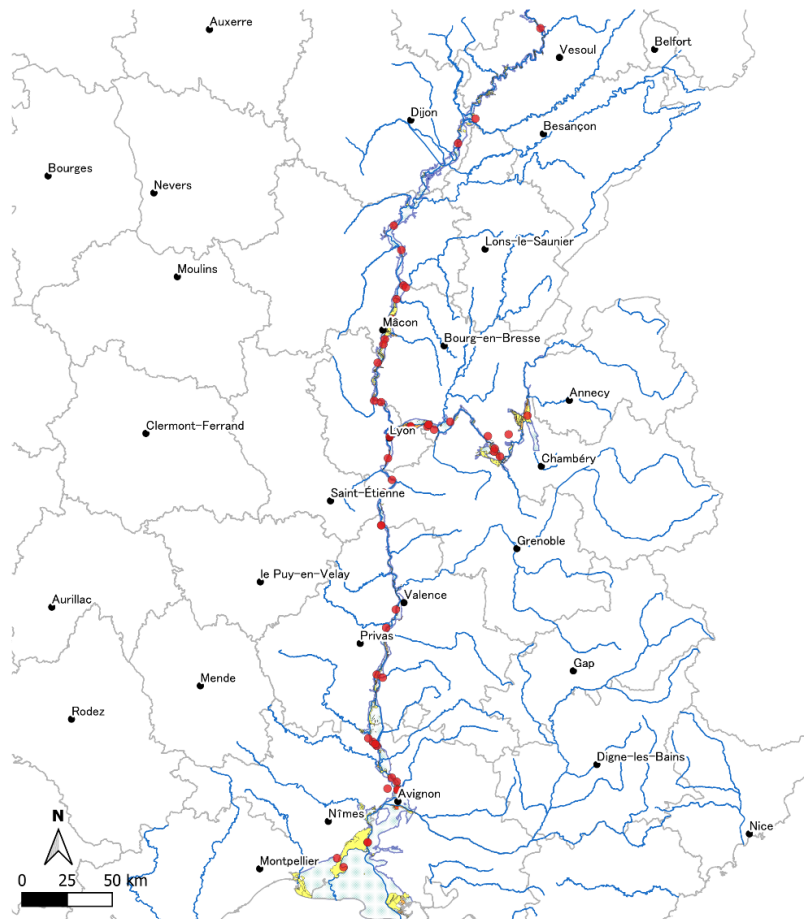 Auxerre
Vesoul
Belfort
Dijon
Besançon
Bourges
Nevers
Lons-le-Saunier
Moulins
Mâcon
Bourg-en-Bresse
Annecy
Clermont-Ferrand
Lyon
Chambéry
Saint-Étienne
Grenoble
le Puy-en-Velay
Aurillac
Valence
Privas
Gap
Mende
Rodez
Digne-les-Bains
Avignon
N
Nîmes
Nice
Montpellier
0 25 50 km